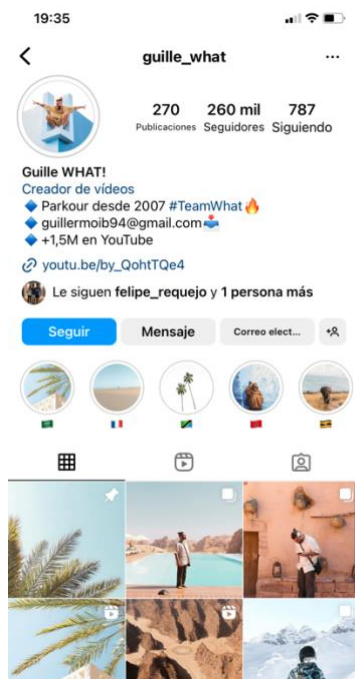 19:35
guille_what
270 260 mil 787
Publicaciones Seguidores Siguiendo
Guille WHAT!
Creador de vídeos
🔷 Parkour desde 2007 #TeamWhat🔥
🔷 guillermoib94@gmail.com📥
🔷 +1,5M en YouTube
youtu.be/by_QohtTQe4
Le siguen felipe_requejo y 1 persona más
Seguir Mensaje Correo elect...